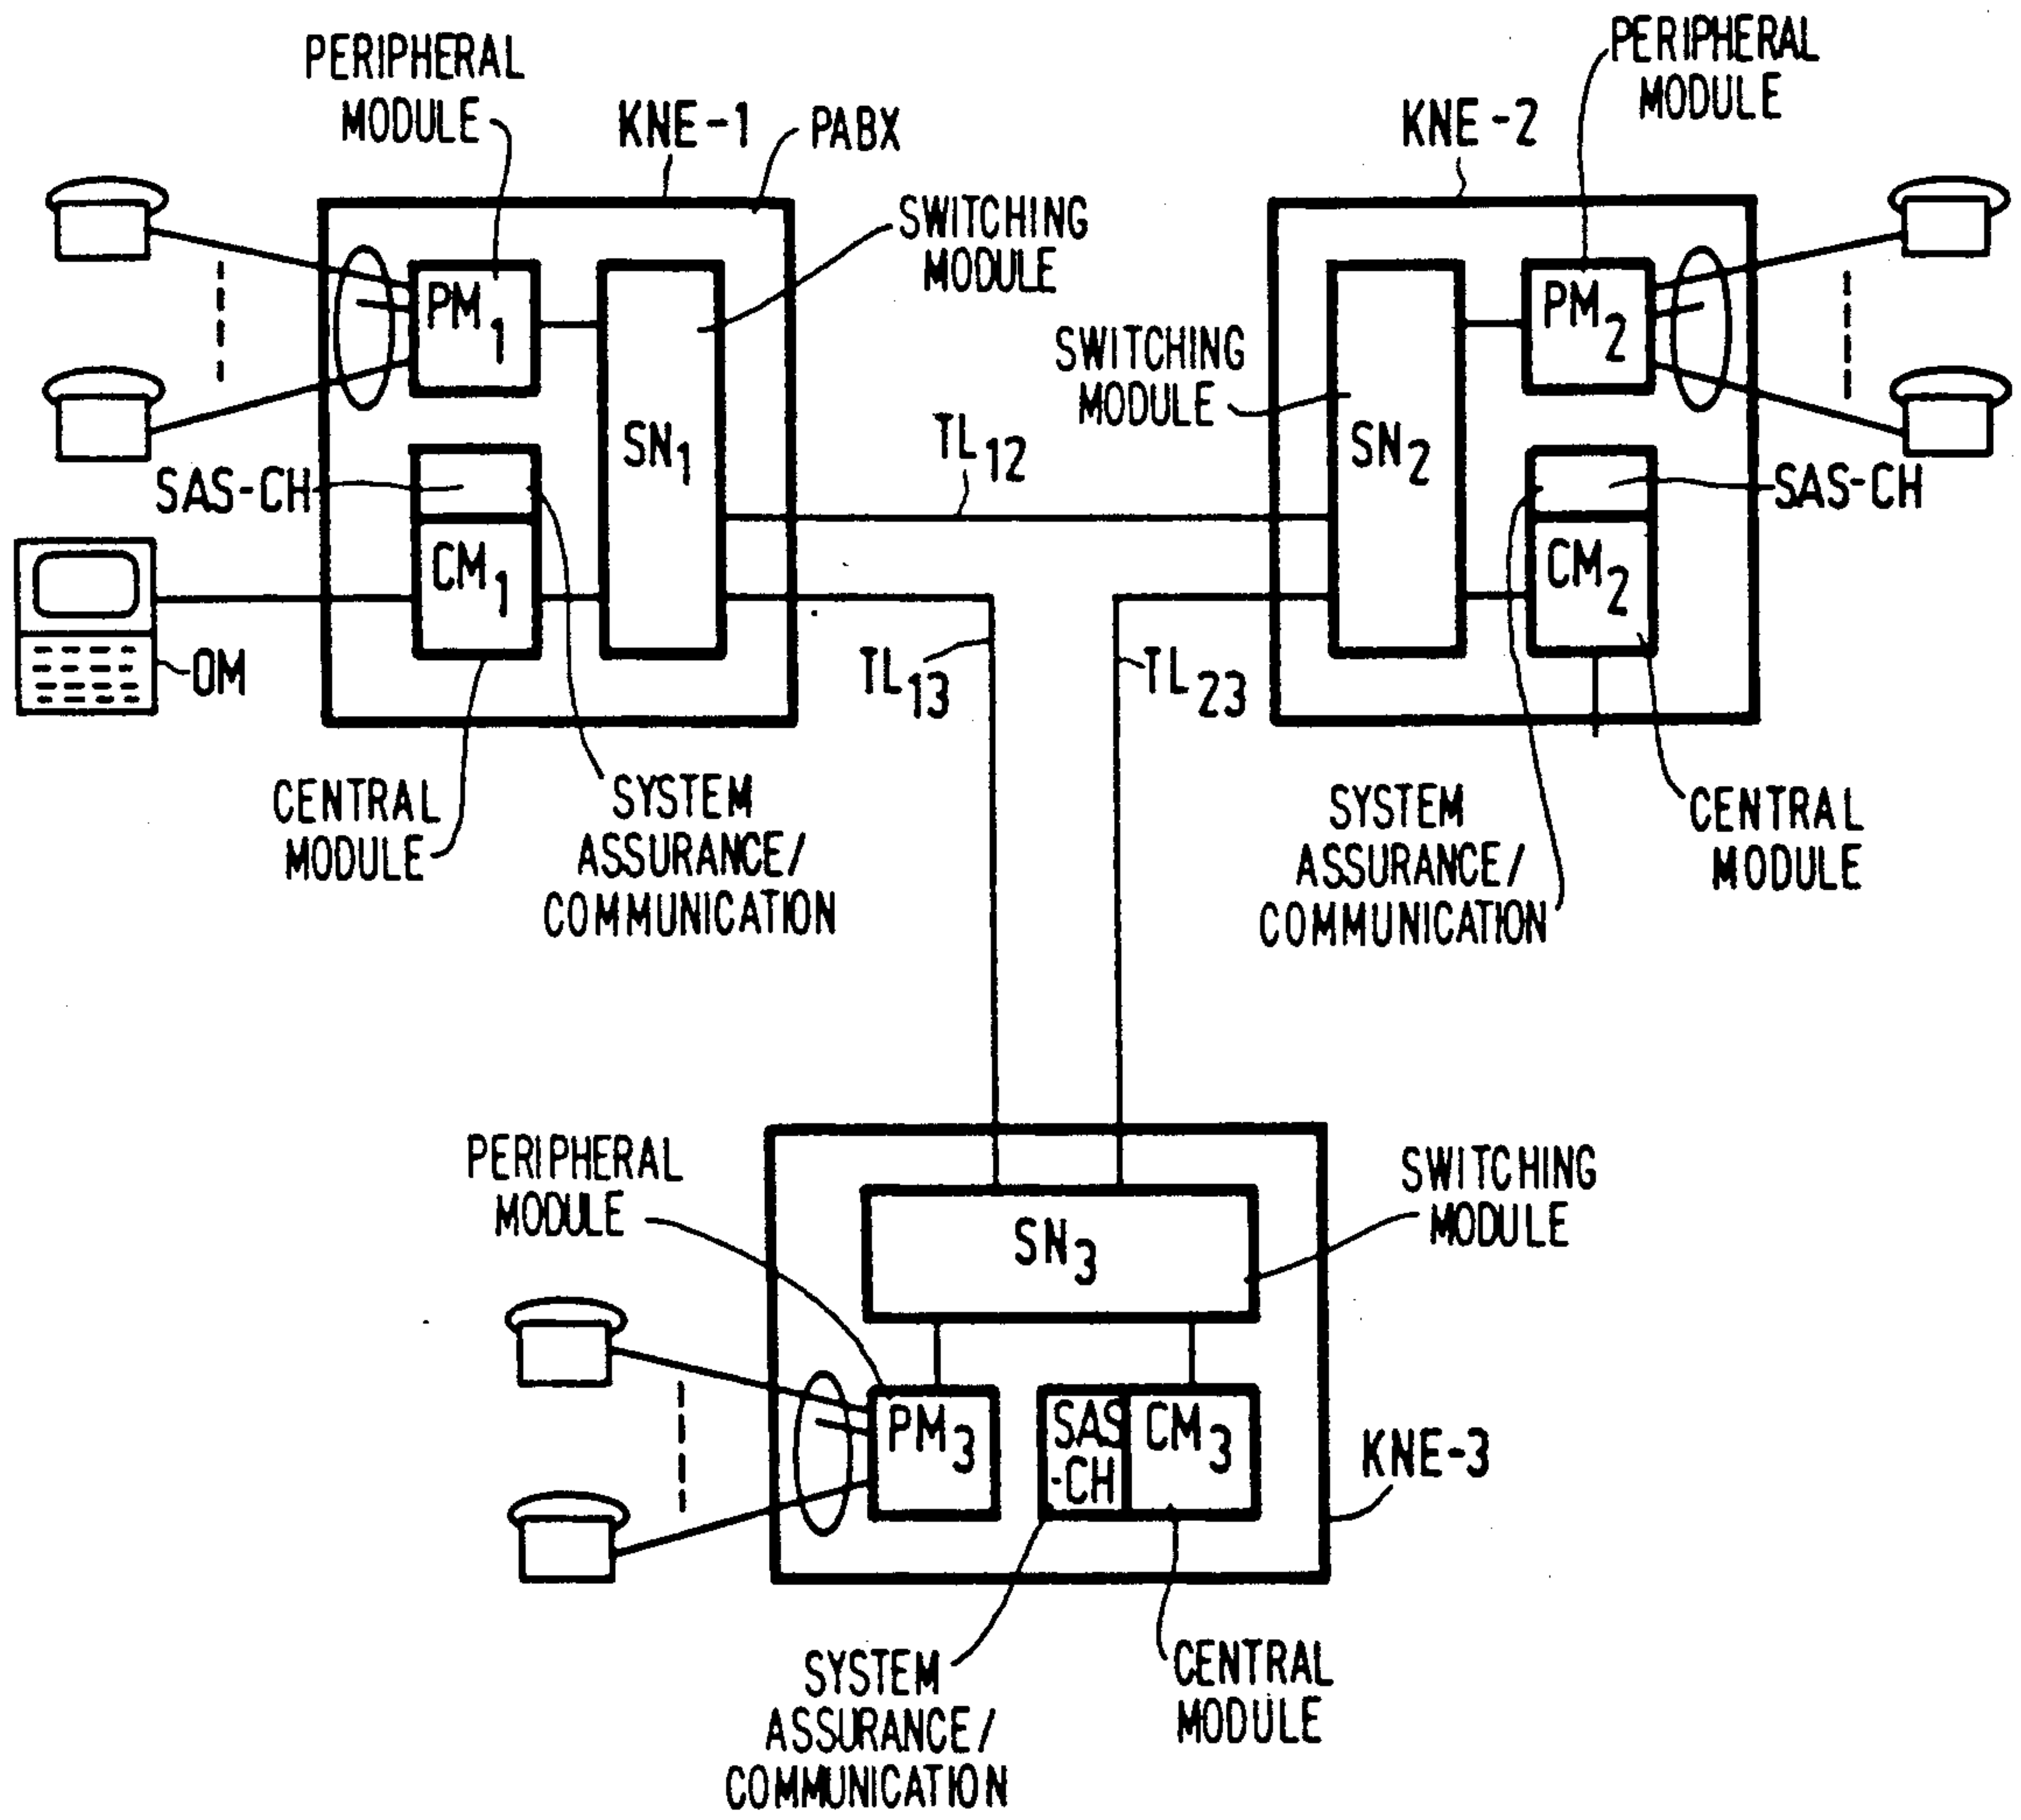 PERIPHERAL
MODULE
KNE-1
PABX
SWITCHING
MODULE
PM1
SN1
SAS-CH
CM1
OM
CENTRAL
MODULE
SYSTEM
ASSURANCE/
COMMUNICATION
TL12
TL13
TL23
KNE-2
PERIPHERAL
MODULE
SWITCHING
MODULE
SN2
PM2
SAS-CH
CM2
SYSTEM
ASSURANCE/
COMMUNICATION
CENTRAL
MODULE
PERIPHERAL
MODULE
SWITCHING
MODULE
SN3
PM3
SAS
-CH
CM3
KNE-3
SYSTEM
ASSURANCE/
COMMUNICATION
CENTRAL
MODULE